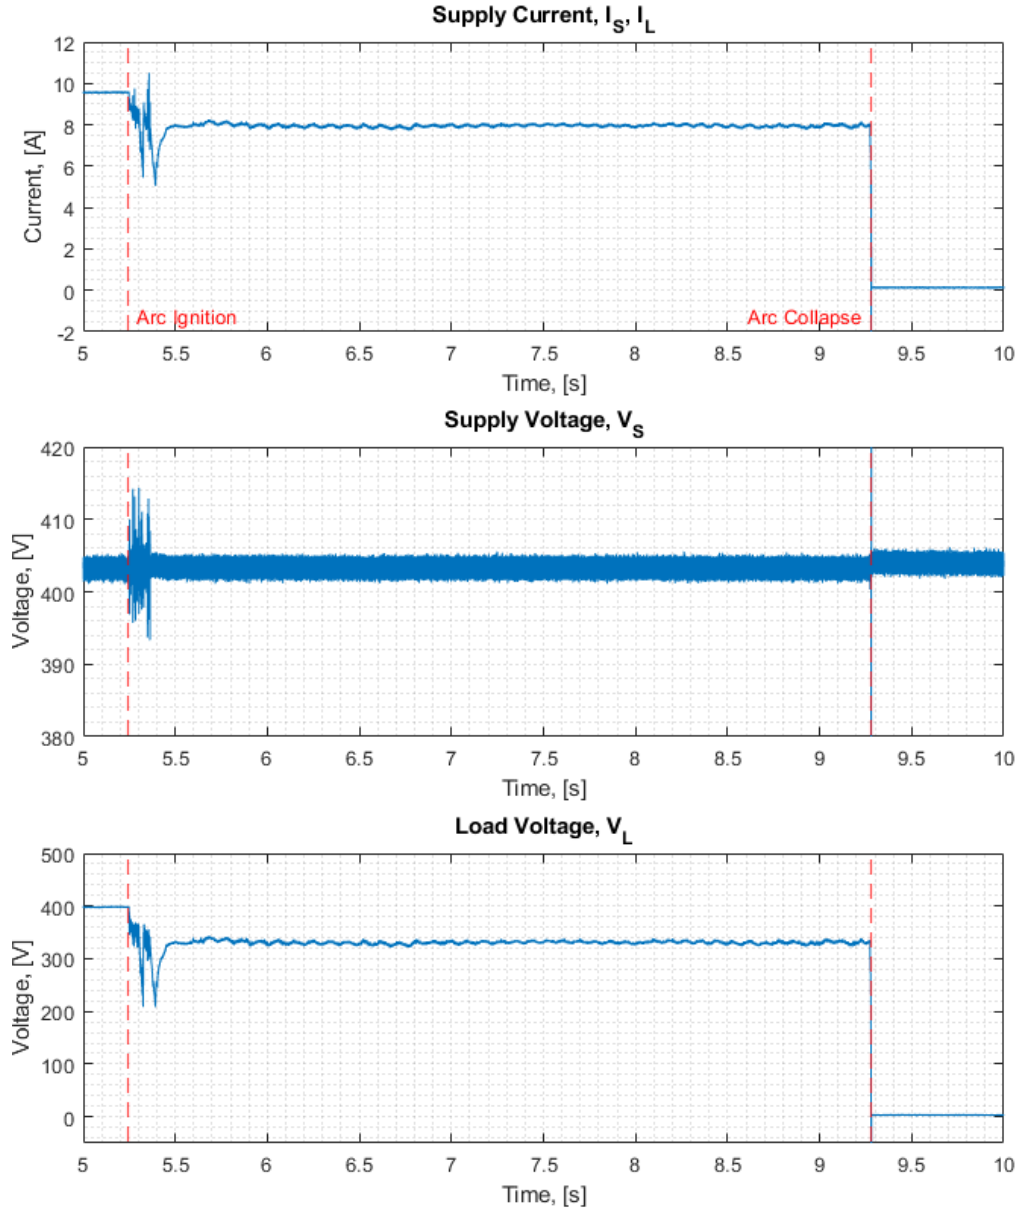 Supply Current, I_S, I_L
12
10
8
6
4
2
0
-2
Current, [A]
Arc Ignition
Arc Collapse
5 5.5 6 6.5 7 7.5 8 8.5 9 9.5 10
Time, [s]
Supply Voltage, V_S
420
410
400
390
380
Voltage, [V]
5 5.5 6 6.5 7 7.5 8 8.5 9 9.5 10
Time, [s]
Load Voltage, V_L
500
400
300
200
100
0
Voltage, [V]
5 5.5 6 6.5 7 7.5 8 8.5 9 9.5 10
Time, [s]